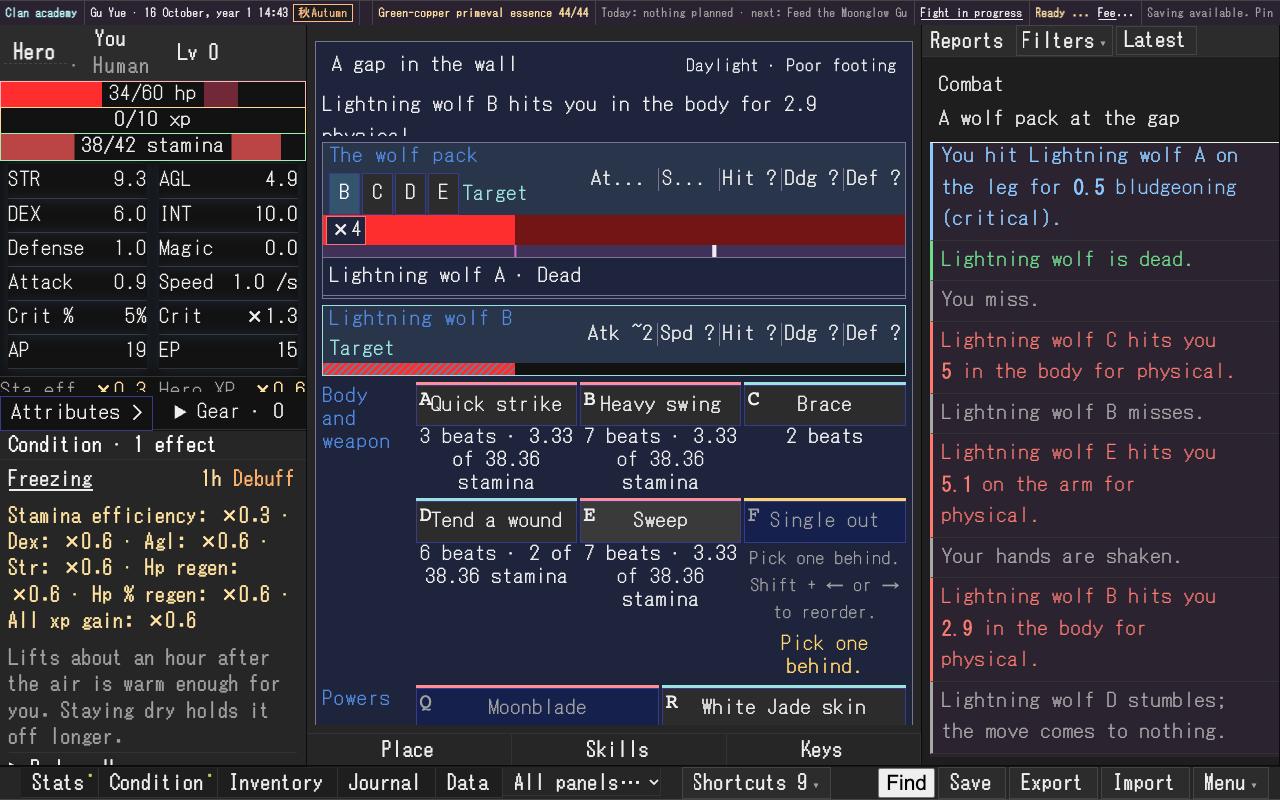 Clan academy
Gu Yue · 16 October, year 1 14:43 秋Autumn
Green-copper primeval essence 44/44
Today: nothing planned · next: Feed the Moonglow Gu
Fight in progress
Ready ... Fee...
Saving available. Pin
Hero · You Human Lv 0
34/60 hp
0/10 xp
38/42 stamina
STR 9.3 AGL 4.9
DEX 6.0 INT 10.0
Defense 1.0 Magic 0.0
Attack 0.9 Speed 1.0 /s
Crit % 5% Crit ×1.3
AP 19 EP 15
Sta eff ×0.3 Hero XP ×0.6
Attributes > ▶ Gear · 0
Condition · 1 effect
Freezing 1h Debuff
Stamina efficiency: ×0.3 ·
Dex: ×0.6 · Agl: ×0.6 ·
Str: ×0.6 · Hp regen:
×0.6 · Hp % regen: ×0.6 ·
All xp gain: ×0.6
Lifts about an hour after
the air is warm enough for
you. Staying dry holds it
off longer.
A gap in the wall Daylight · Poor footing
Lightning wolf B hits you in the body for 2.9
physical
The wolf pack
B C D E Target At... |S... |Hit ?|Ddg ?|Def ?
×4
Lightning wolf A · Dead
Lightning wolf B
Target Atk ~2|Spd ?|Hit ?|Ddg ?|Def ?
Body and weapon
A Quick strike
3 beats · 3.33 of 38.36 stamina
B Heavy swing
7 beats · 3.33 of 38.36 stamina
C Brace
2 beats
D Tend a wound
6 beats · 2 of 38.36 stamina
E Sweep
7 beats · 3.33 of 38.36 stamina
F Single out
Pick one behind.
Shift + ← or →
to reorder.
Pick one
behind.
Powers
Q Moonblade
R White Jade skin
Place Skills Keys
Reports Filters▾ Latest
Combat
A wolf pack at the gap
You hit Lightning wolf A on
the leg for 0.5 bludgeoning
(critical).
Lightning wolf is dead.
You miss.
Lightning wolf C hits you
5 in the body for physical.
Lightning wolf B misses.
Lightning wolf E hits you
5.1 on the arm for
physical.
Your hands are shaken.
Lightning wolf B hits you
2.9 in the body for
physical.
Lightning wolf D stumbles;
the move comes to nothing.
Stats Condition Inventory Journal Data All panels… Shortcuts 9▾ Find Save Export Import Menu▾